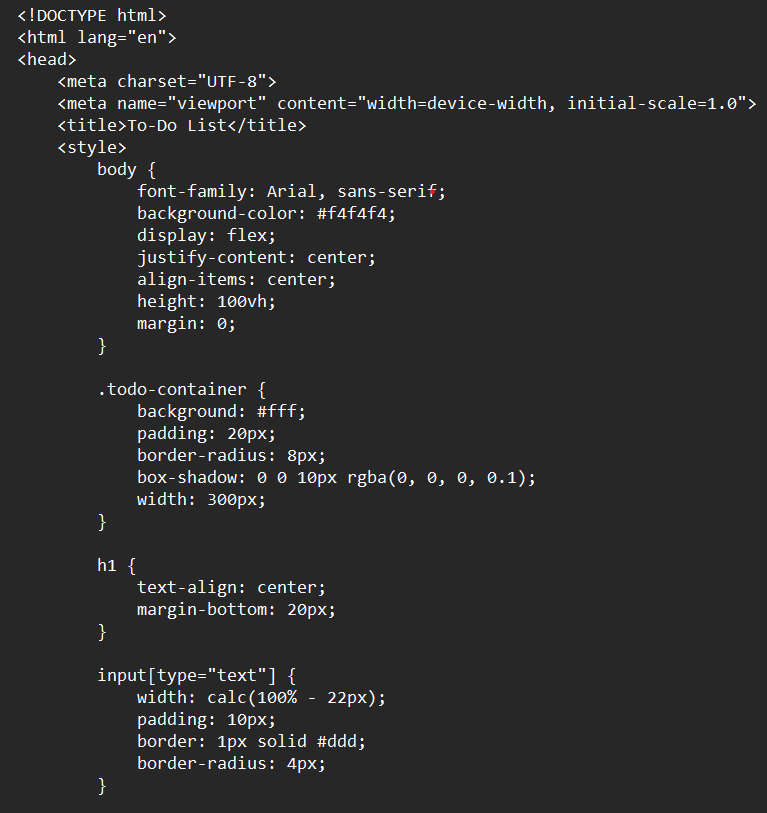 <!DOCTYPE html>
<html lang="en">
<head>
    <meta charset="UTF-8">
    <meta name="viewport" content="width=device-width, initial-scale=1.0">
    <title>To-Do List</title>
    <style>
        body {
            font-family: Arial, sans-serif;
            background-color: #f4f4f4;
            display: flex;
            justify-content: center;
            align-items: center;
            height: 100vh;
            margin: 0;
        }

        .todo-container {
            background: #fff;
            padding: 20px;
            border-radius: 8px;
            box-shadow: 0 0 10px rgba(0, 0, 0, 0.1);
            width: 300px;
        }

        h1 {
            text-align: center;
            margin-bottom: 20px;
        }

        input[type="text"] {
            width: calc(100% - 22px);
            padding: 10px;
            border: 1px solid #ddd;
            border-radius: 4px;
        }